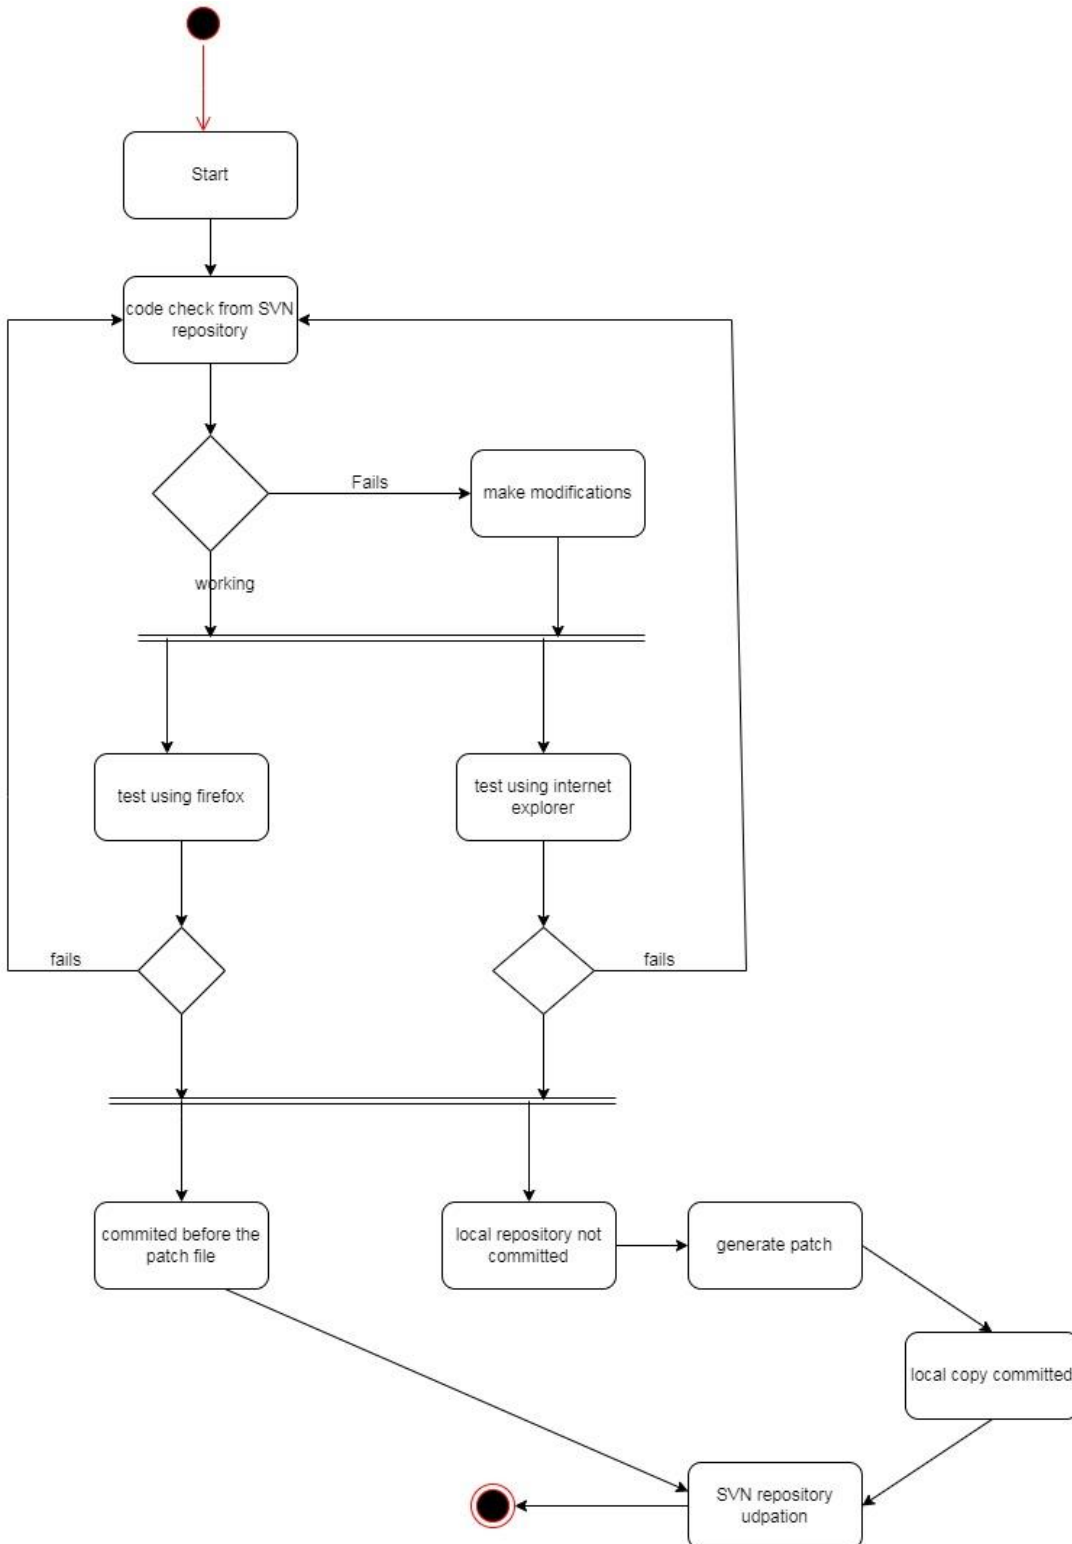 Start
code check from SVN
repository
Fails
make modifications
working
test using firefox
test using internet
explorer
fails
fails
commited before the
patch file
local repository not
committed
generate patch
local copy committed
SVN repository
udpation